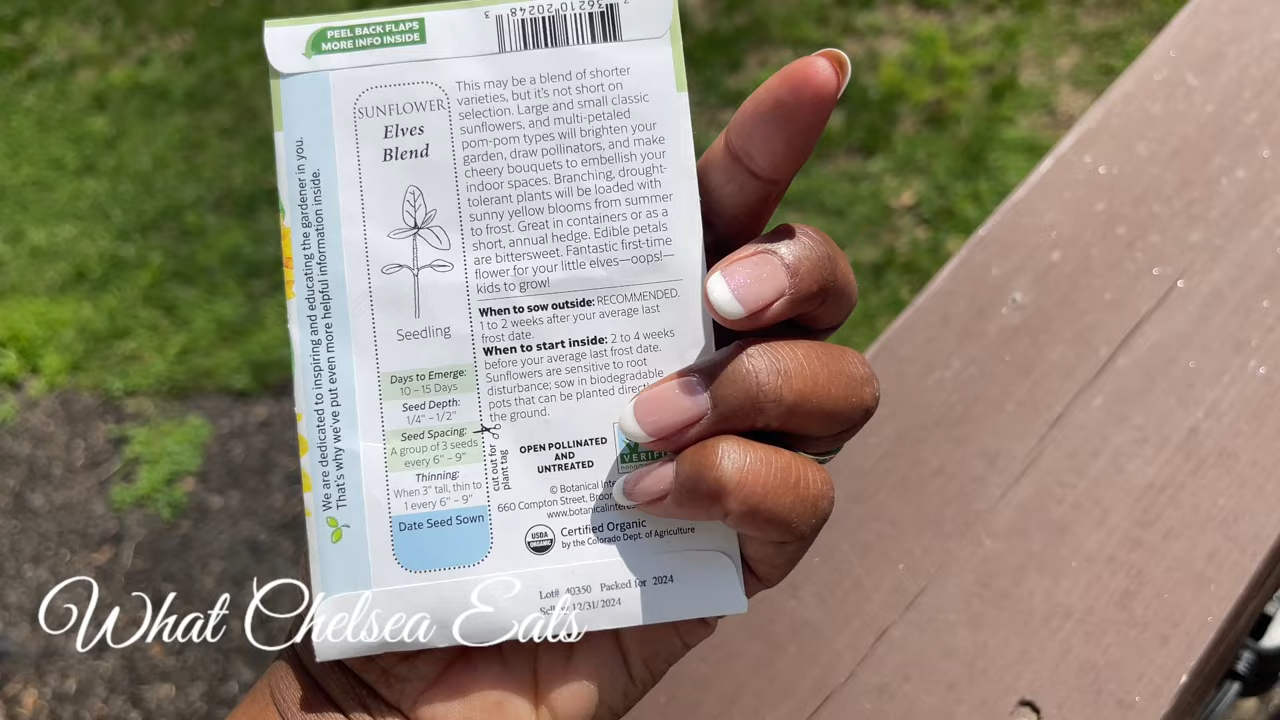 PEEL BACK FLAPS
MORE INFO INSIDE
3 36210 20248 7
We are dedicated to inspiring and educating the gardener in you.
That's why we've put even more helpful information inside.
SUNFLOWER
Elves
Blend
Seedling
Days to Emerge:
10 – 15 Days
Seed Depth:
1/4" – 1/2"
Seed Spacing:
A group of 3 seeds
every 6" – 9"
Thinning:
When 3" tall, thin to
1 every 6" – 9"
Date Seed Sown
cut out for
plant tag
This may be a blend of shorter
varieties, but it's not short on
selection. Large and small classic
sunflowers, and multi-petaled
pom-pom types will brighten your
garden, draw pollinators, and make
cheery bouquets to embellish your
indoor spaces. Branching, drought-
tolerant plants will be loaded with
sunny yellow blooms from summer
to frost. Great in containers or as a
short, annual hedge. Edible petals
are bittersweet. Fantastic first-time
flower for your little elves—oops!—
kids to grow!
When to sow outside: RECOMMENDED.
1 to 2 weeks after your average last
frost date.
When to start inside: 2 to 4 weeks
before your average last frost date.
Sunflowers are sensitive to root
disturbance; sow in biodegradable
pots that can be planted
the ground.
OPEN POLLINATED
AND
UNTREATED
VERIFI
© Botanical
660 Compton Street,
USDA
ORGANIC
Certified Organic
by the Colorado Dept. of Agriculture
Lot# 40350 Packed for 2024
12/31/2024
What Chelsea Eats